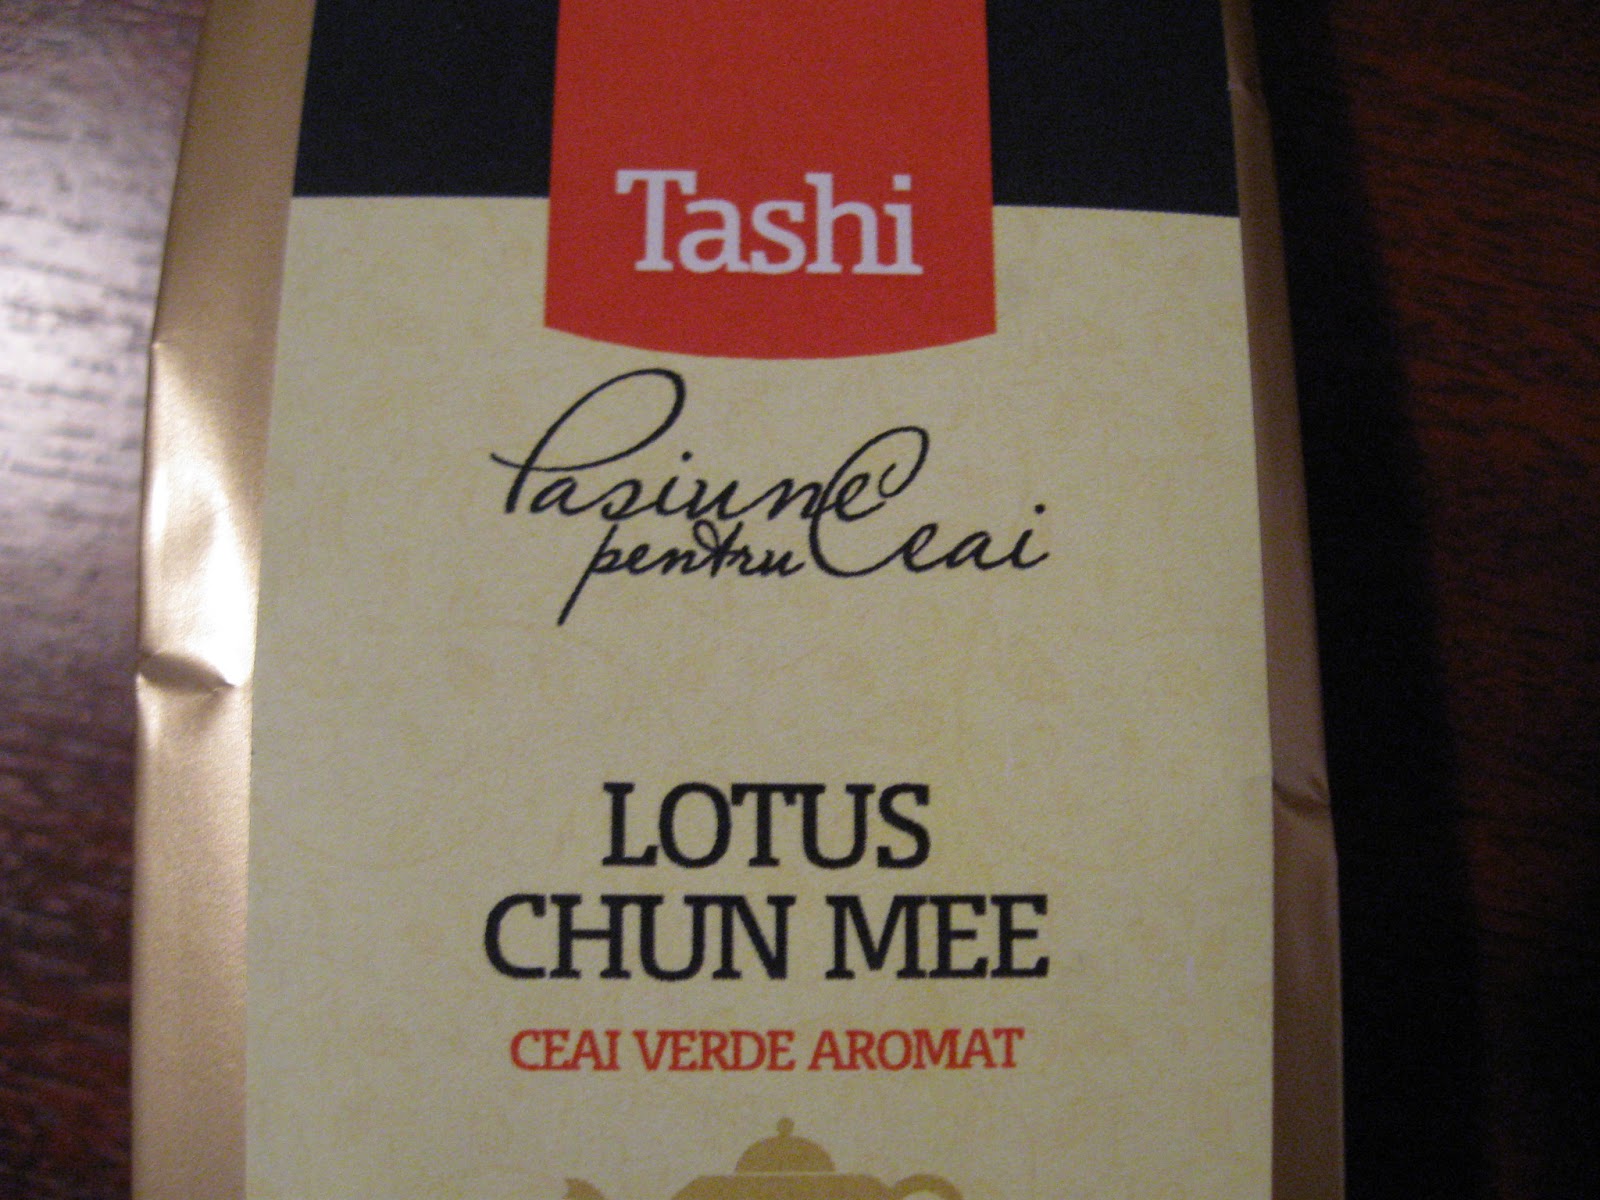 Tashi
Pasiune
pentru Ceai
LOTUS
CHUN MEE
CEAI VERDE AROMAT